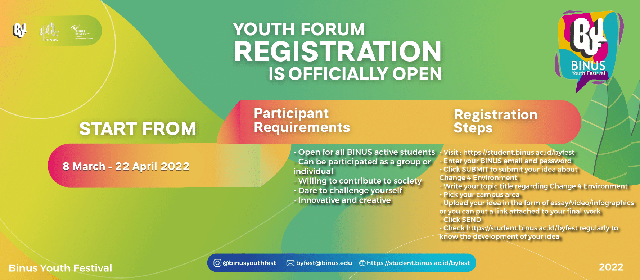 YOUTH FORUM
REGISTRATION
IS OFFICIALLY OPEN
BYF
BINUS
Youth Festival
START FROM
8 March - 22 April 2022
Participant
Requirements
- Open for all BINUS active students
- Can be participated as a group or
individual
- Willing to contribute to society
- Dare to challenge yourself
- Innovative and creative
Registration
Steps
- Visit : https://student.binus.ac.id/byfest
- Enter your BINUS email and password
- Click SUBMIT to submit your idea about
Change 4 Environment
- Write your topic title regarding Change 4 Environment
- Pick your campus area
- Upload your idea in the form of essay/video/infographics
or you can put a link attached to your final work
- Click SEND
- Check https://student.binus.ac.id/byfest regularly to
know the development of your idea
Binus Youth Festival
@binusyouthfest
byfest@binus.edu
https://student.binus.ac.id/byfest
2022